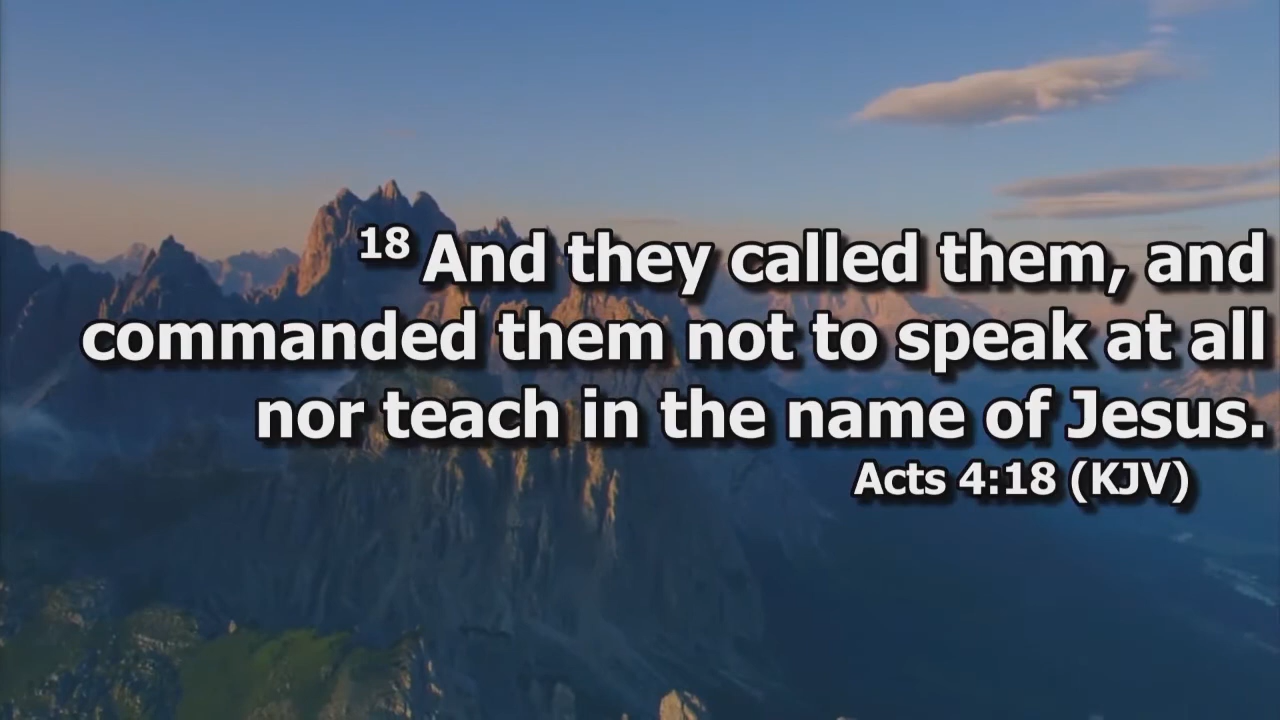 18 And they called them, and
commanded them not to speak at all
nor teach in the name of Jesus.
Acts 4:18 (KJV)